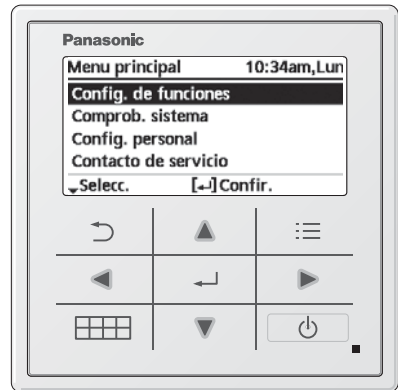 Panasonic
Menu principal 10:34am,Lun
Config. de funciones
Comprob. sistema
Config. personal
Contacto de servicio
Selecc. [↵]Confir.